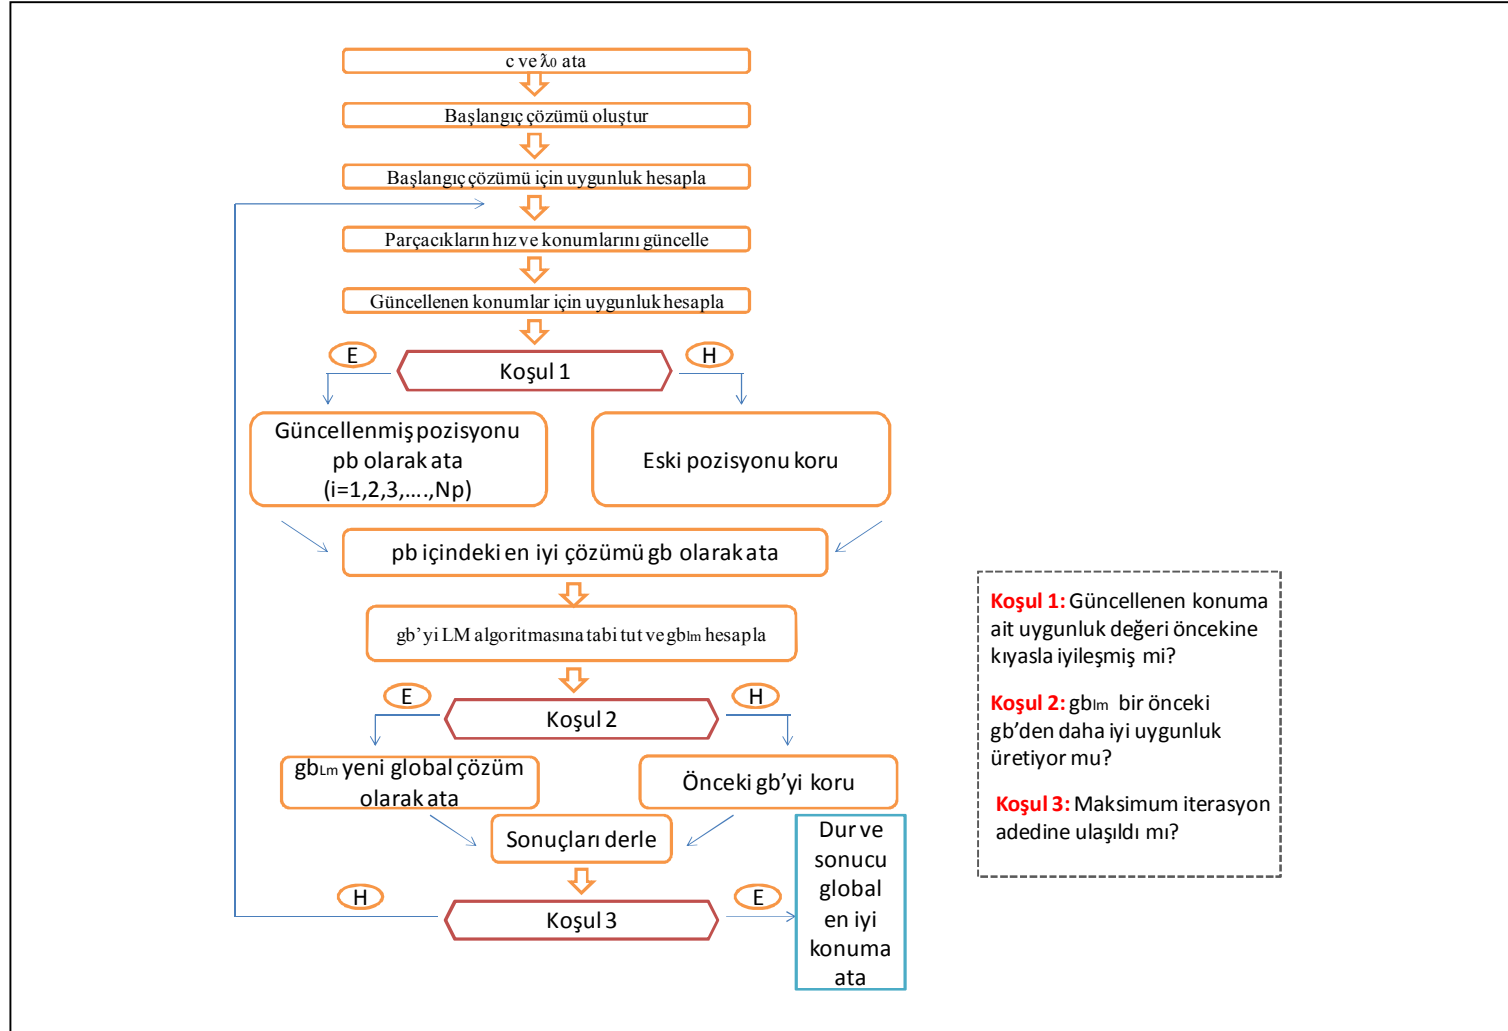 c ve λ0 ata
Başlangıç çözümü oluştur
Başlangıç çözümü için uygunluk hesapla
Parçacıkların hız ve konumlarını güncelle
Güncellenen konumlar için uygunluk hesapla
E
H
Koşul 1
Güncellenmiş pozisyonu
pb olarak ata
(i=1,2,3,....,Np)
Eski pozisyonu koru
pb içindeki en iyi çözümü gb olarak ata
gb'yi LM algoritmasına tabi tut ve gblm hesapla
E
H
Koşul 2
gbLm yeni global çözüm
olarak ata
Önceki gb'yi koru
Sonuçları derle
H
E
Koşul 3
Dur ve
sonucu
global
en iyi
konuma
ata
Koşul 1: Güncellenen konuma
ait uygunluk değeri öncekine
kıyasla iyileşmiş mi?
Koşul 2: gblm bir önceki
gb'den daha iyi uygunluk
üretiyor mu?
Koşul 3: Maksimum iterasyon
adedine ulaşıldı mı?